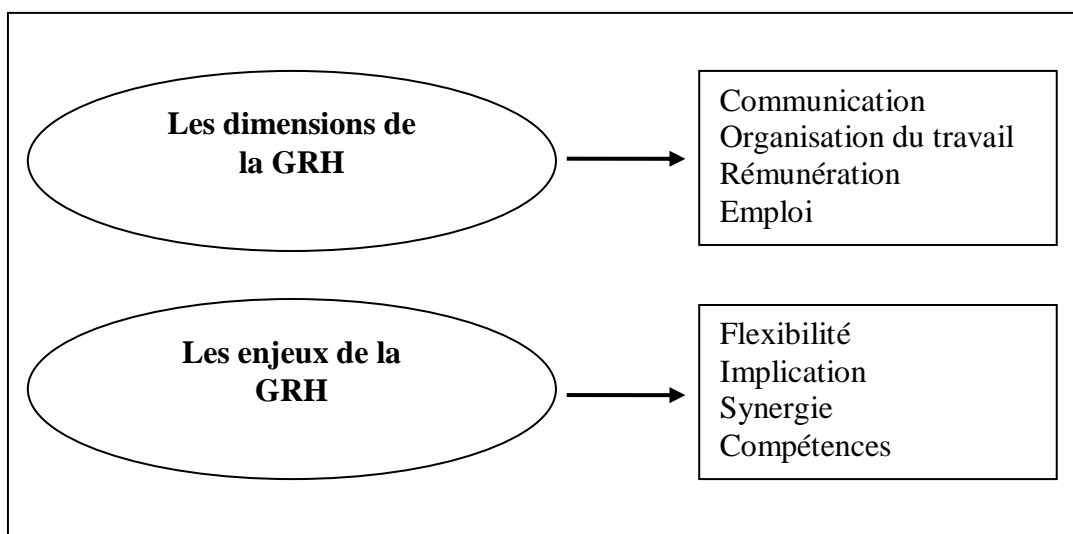 Les dimensions de
la GRH
Communication
Organisation du travail
Rémunération
Emploi
Les enjeux de la
GRH
Flexibilité
Implication
Synergie
Compétences